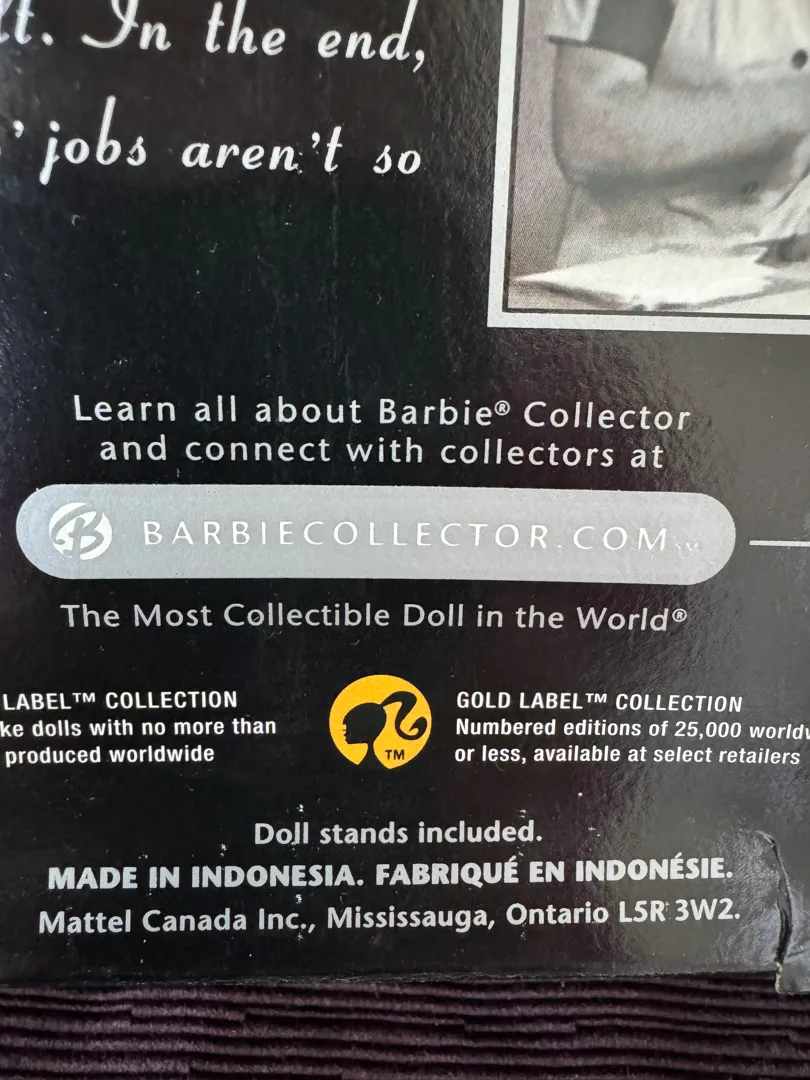 t. In the end,
' jobs aren't so
Learn all about Barbie® Collector
and connect with collectors at
BARBIECOLLECTOR.COM℠
The Most Collectible Doll in the World®
LABEL™ COLLECTION
ke dolls with no more than
produced worldwide
TM
GOLD LABEL™ COLLECTION
Numbered editions of 25,000 worldw
or less, available at select retailers
Doll stands included.
MADE IN INDONESIA. FABRIQUÉ EN INDONÉSIE.
Mattel Canada Inc., Mississauga, Ontario L5R 3W2.